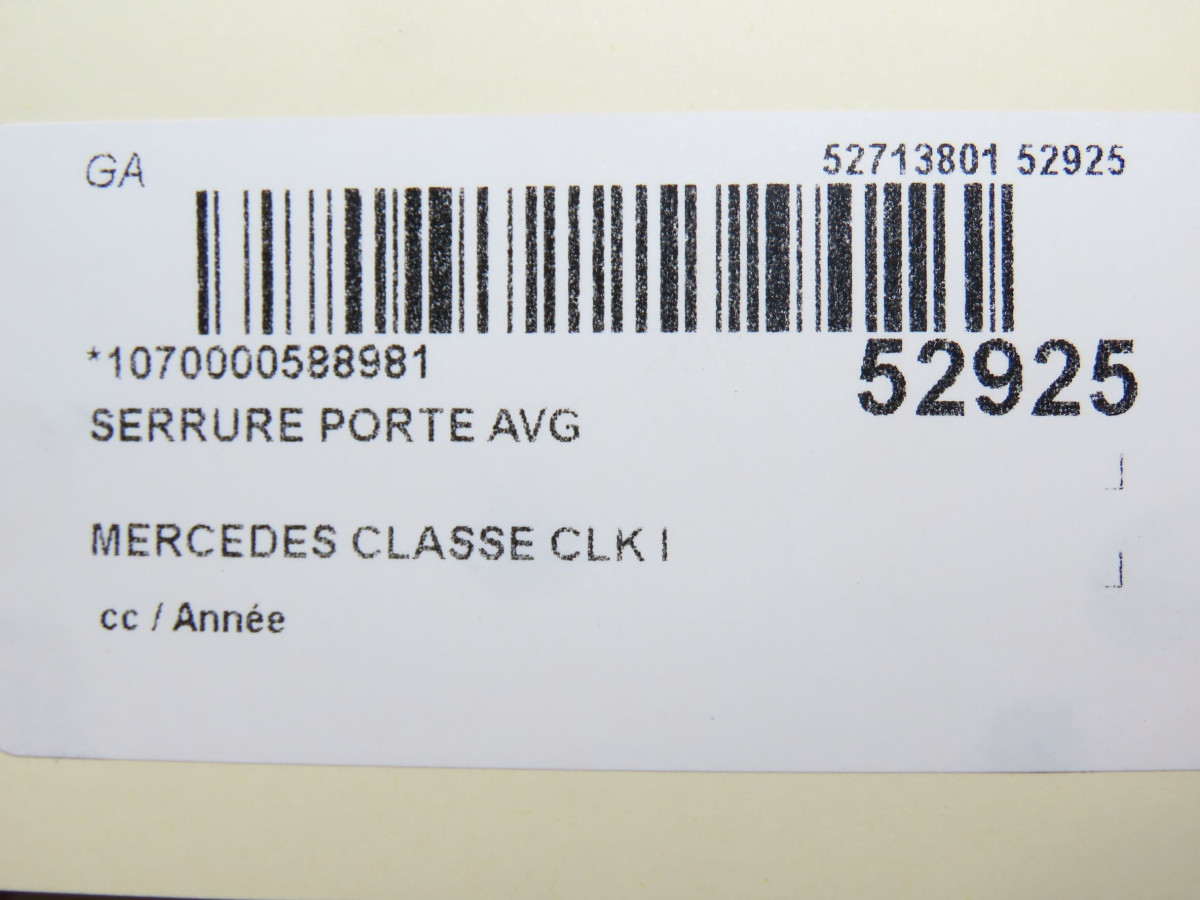 GA
52713801 52925
*1070000588981
52925
SERRURE PORTE AVG
MERCEDES CLASSE CLK I
cc / Année